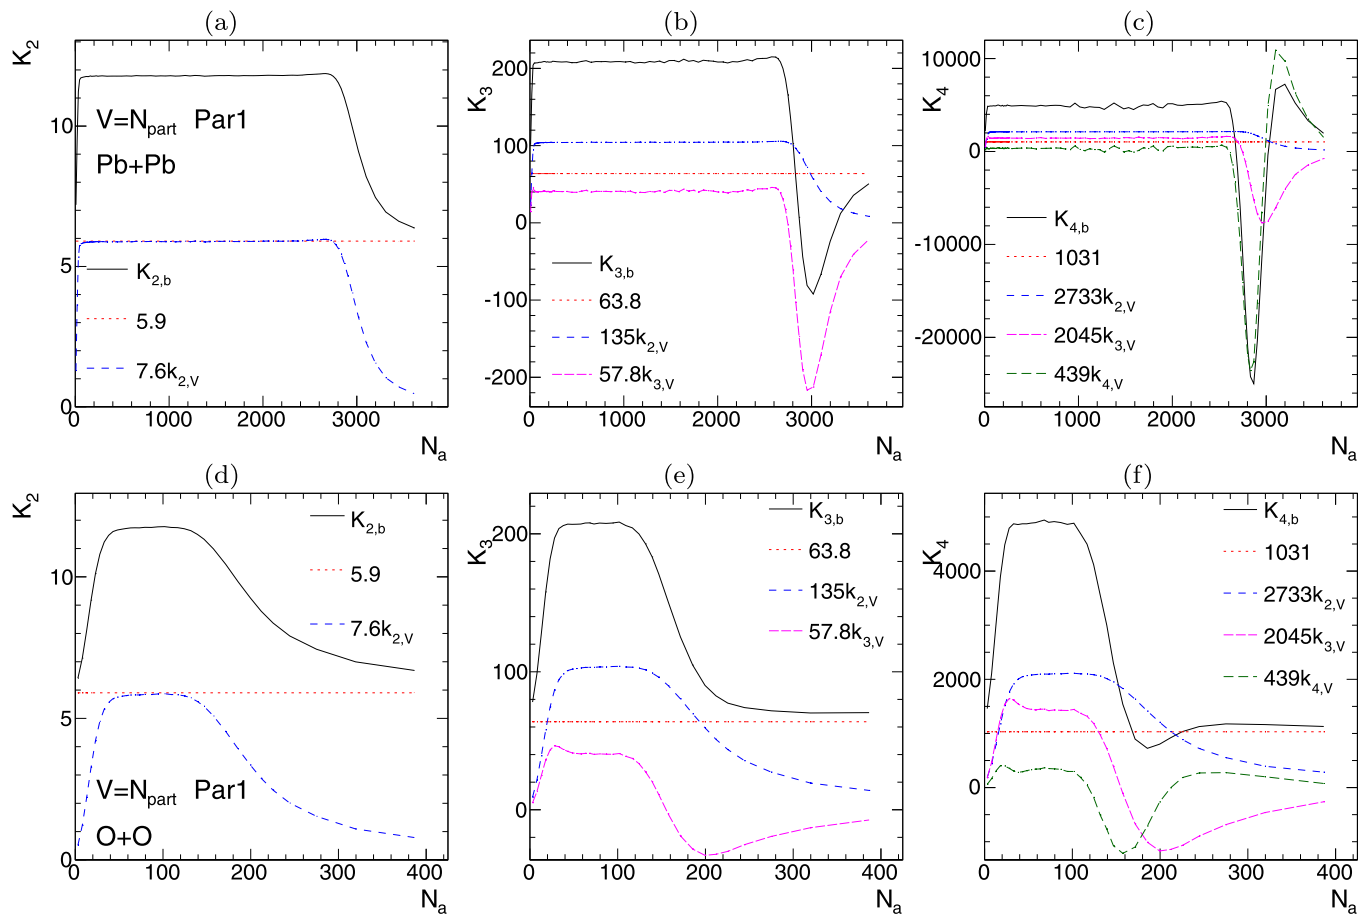 (a)
K2
10
5
0
V=Npart Par1
Pb+Pb
K2,b
5.9
7.6k2,V
0 1000 2000 3000
Na
(b)
K3
200
100
0
-100
-200
K3,b
63.8
135k2,V
57.8k3,V
0 1000 2000 3000
Na
(c)
K4
10000
0
-10000
-20000
K4,b
1031
2733k2,V
2045k3,V
439k4,V
0 1000 2000 3000
Na
(d)
K2
10
5
0
K2,b
5.9
7.6k2,V
V=Npart Par1
O+O
0 100 200 300 400
Na
(e)
K3
200
100
0
K3,b
63.8
135k2,V
57.8k3,V
0 100 200 300 400
Na
(f)
K4
4000
2000
0
K4,b
1031
2733k2,V
2045k3,V
439k4,V
0 100 200 300 400
Na